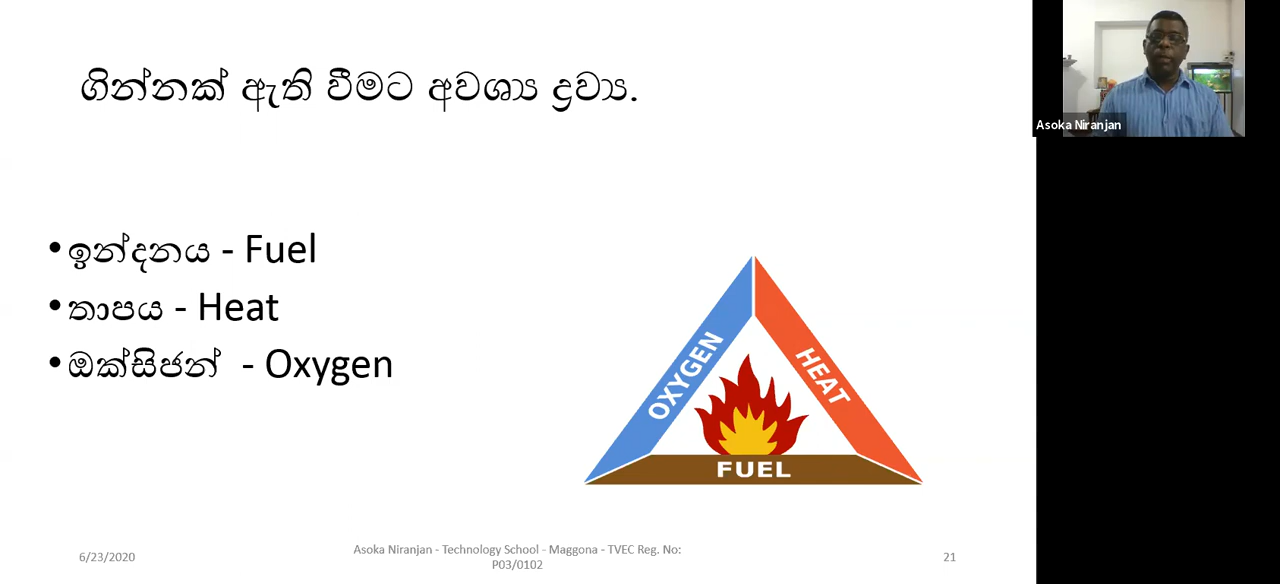 ගින්නක් ඇති වීමට අවශ්‍ය ද්‍රව්‍ය.
Asoka Niranjan
• ඉන්දනය - Fuel
• තාපය - Heat
• ඔක්සිජන් - Oxygen
OXYGEN
HEAT
FUEL
6/23/2020
Asoka Niranjan - Technology School - Maggona - TVEC Reg. No:
P03/0102
21